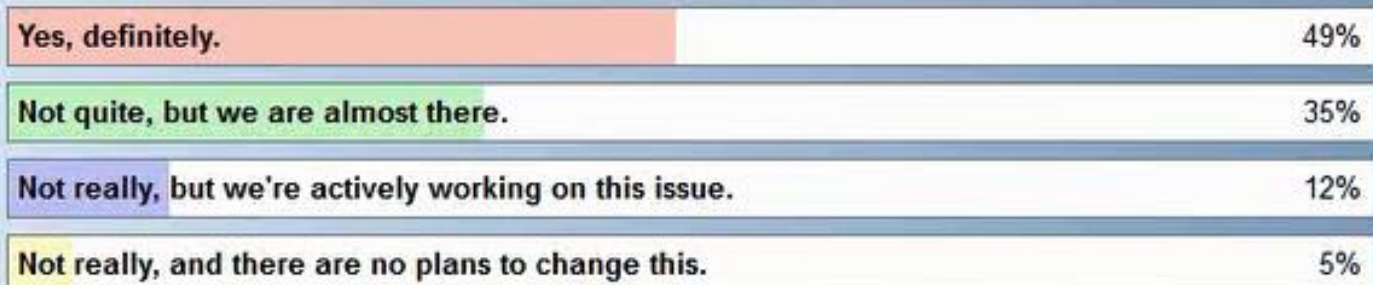 Yes, definitely. 49%
Not quite, but we are almost there. 35%
Not really, but we're actively working on this issue. 12%
Not really, and there are no plans to change this. 5%